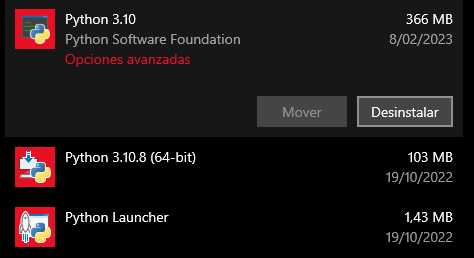 Python 3.10 366 MB
Python Software Foundation 8/02/2023
Opciones avanzadas
Mover Desinstalar
Python 3.10.8 (64-bit) 103 MB
19/10/2022
Python Launcher 1,43 MB
19/10/2022